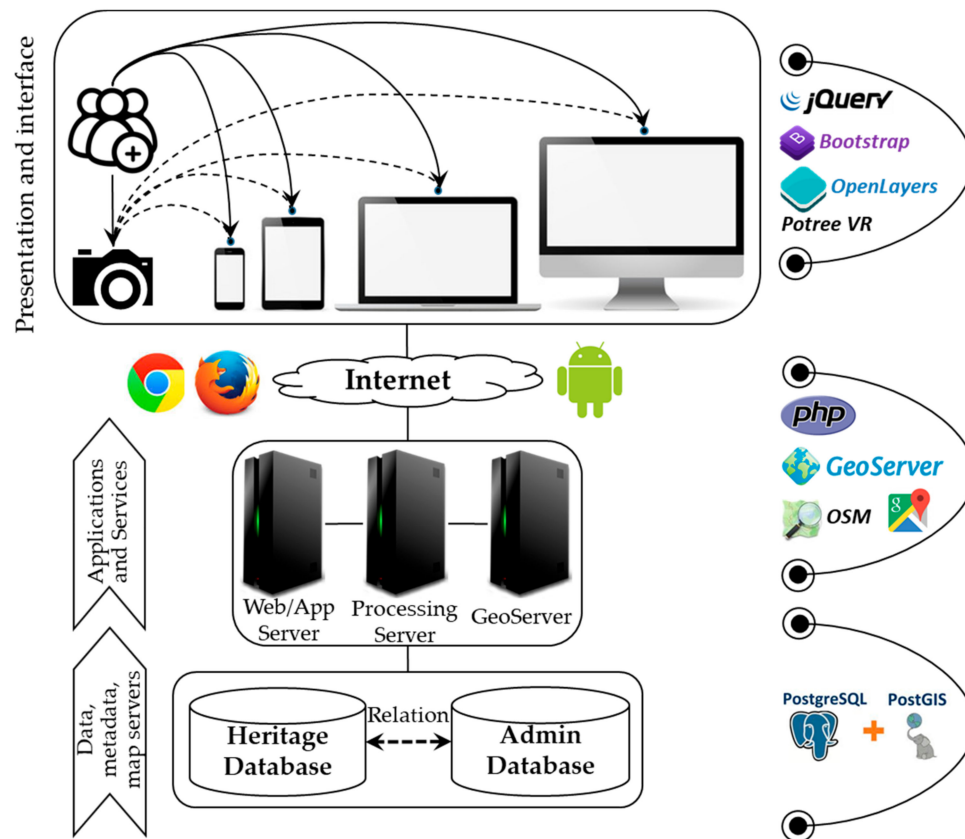 Presentation and interface
jQuery
B
Bootstrap
OpenLayers
Potree VR
Internet
php
GeoServer
OSM
g
Applications
and Services
Web/App
Server
Processing
Server
GeoServer
Data,
metadad,
map servers
Relation
Heritage
Database
Admin
Database
PostgreSQL
PostGIS